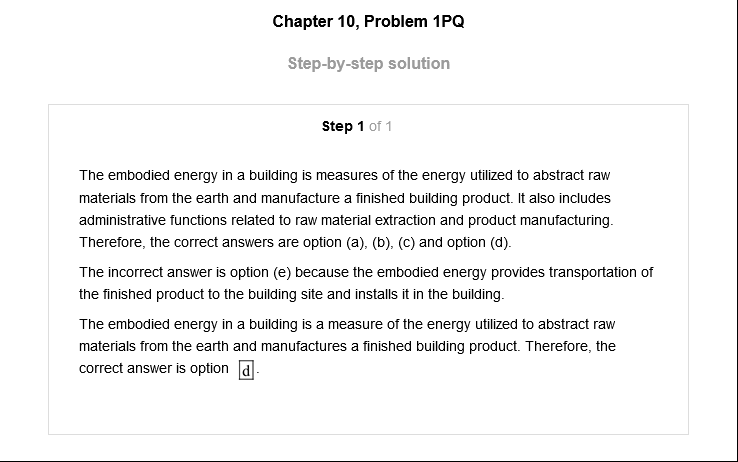 Chapter 10, Problem 1PQ
Step-by-step solution
Step 1 of 1
The embodied energy in a building is measures of the energy utilized to abstract raw
materials from the earth and manufacture a finished building product. It also includes
administrative functions related to raw material extraction and product manufacturing.
Therefore, the correct answers are option (a), (b), (c) and option (d).
The incorrect answer is option (e) because the embodied energy provides transportation of
the finished product to the building site and installs it in the building.
The embodied energy in a building is a measure of the energy utilized to abstract raw
materials from the earth and manufactures a finished building product. Therefore, the
correct answer is option d.